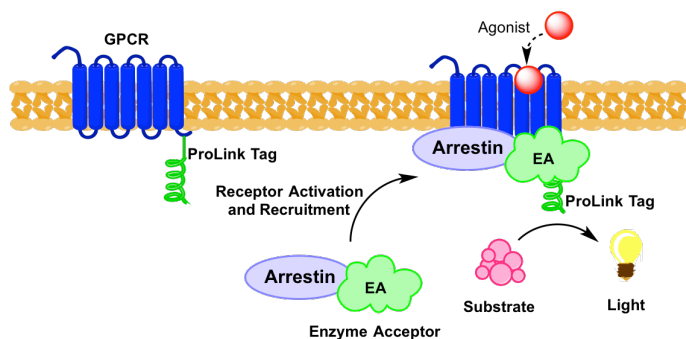 GPCR
Agonist
ProLink Tag
Arrestin
EA
ProLink Tag
Receptor Activation
and Recruitment
Arrestin
EA
Enzyme Acceptor
Substrate
Light